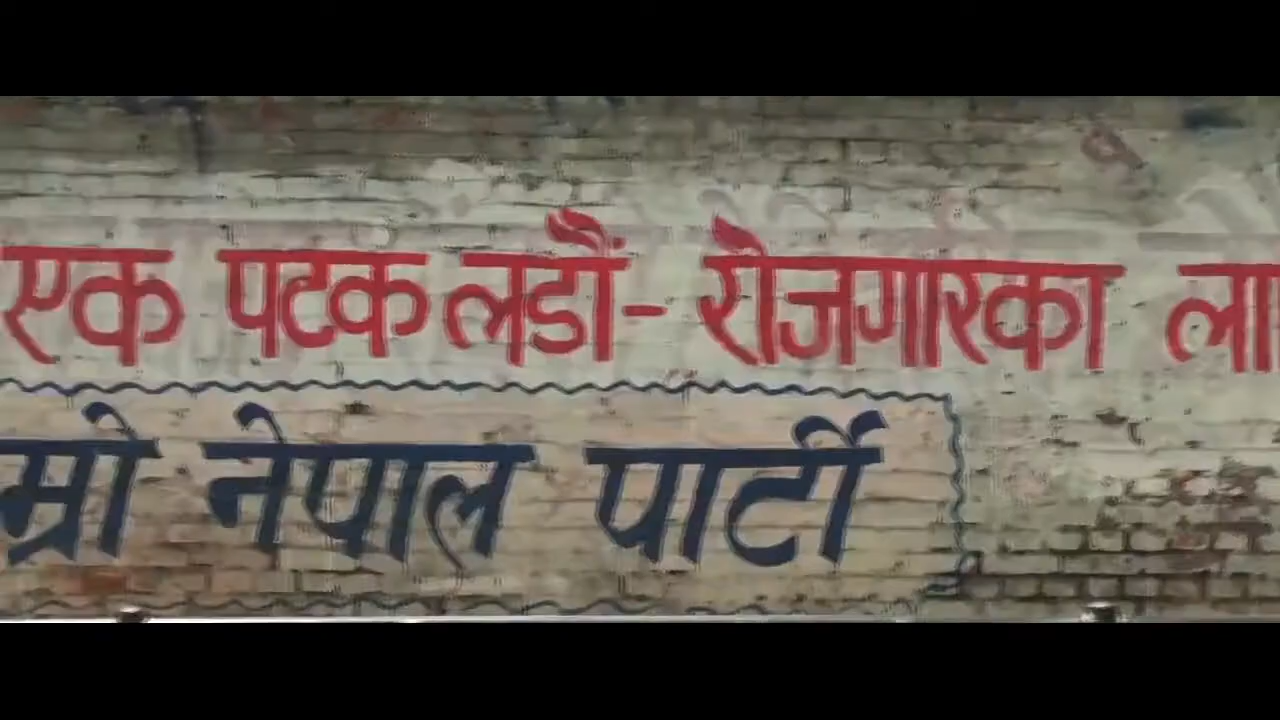 एक पटक लडौं - रोजगारका ला
म्रो नेपाल पार्टी